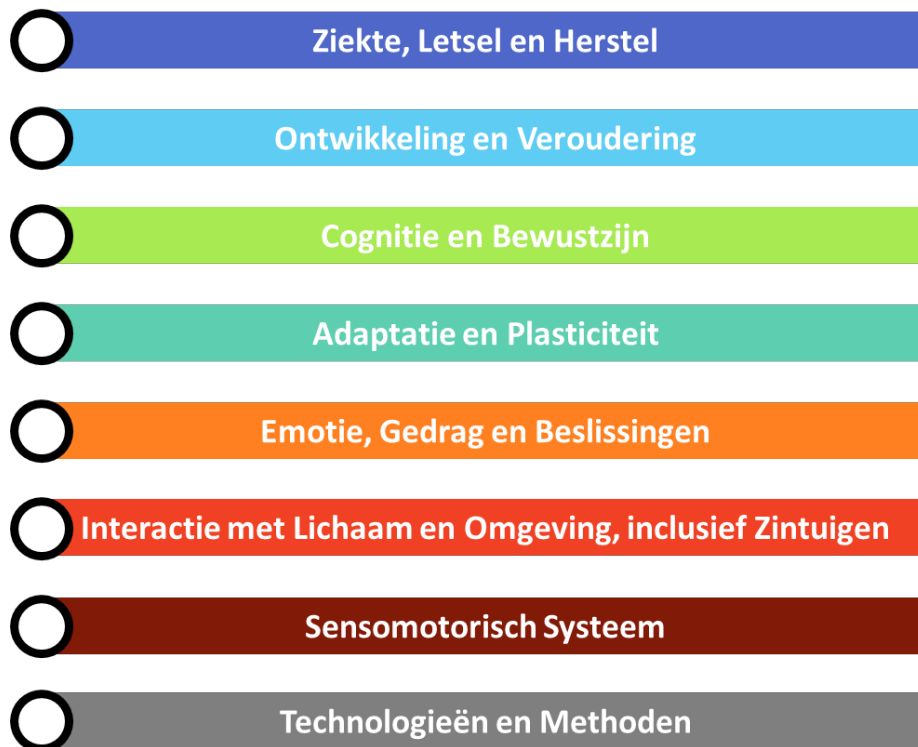 Ziekte, Letsel en Herstel
Ontwikkeling en Veroudering
Cognitie en Bewustzijn
Adaptatie en Plasticiteit
Emotie, Gedrag en Beslissingen
Interactie met Lichaam en Omgeving, inclusief Zintuigen
Sensomotorisch Systeem
Technologieën en Methoden